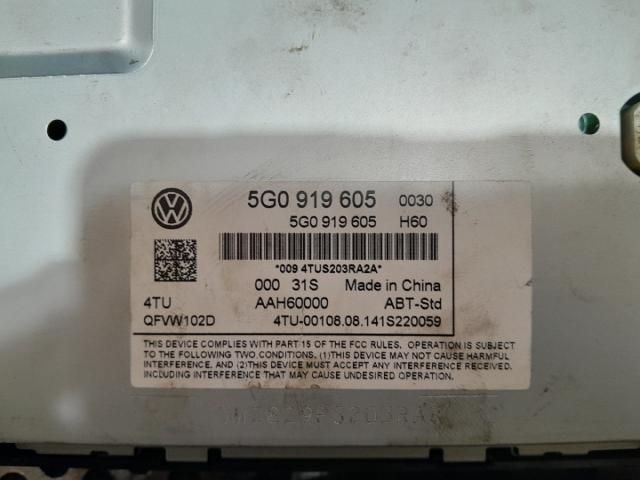 5G0 919 605 0030
5G0 919 605 H60
*009 4TUS203RA2A*
000 31S Made in China
4TU AAH60000 ABT-Std
QFVW102D 4TU-00108.08.141S220059
THIS DEVICE COMPLIES WITH PART 15 OF THE FCC RULES. OPERATION IS SUBJECT
TO THE FOLLOWING TWO CONDITIONS. (1)THIS DEVICE MAY NOT CAUSE HARMFUL
INTERFERENCE. AND (2)THIS DEVICE MUST ACCEPT ANY INTERFERENCE RECEIVED.
INCLUDING INTERFERENCE THAT MAY CAUSE UNDESIRED OPERATION.